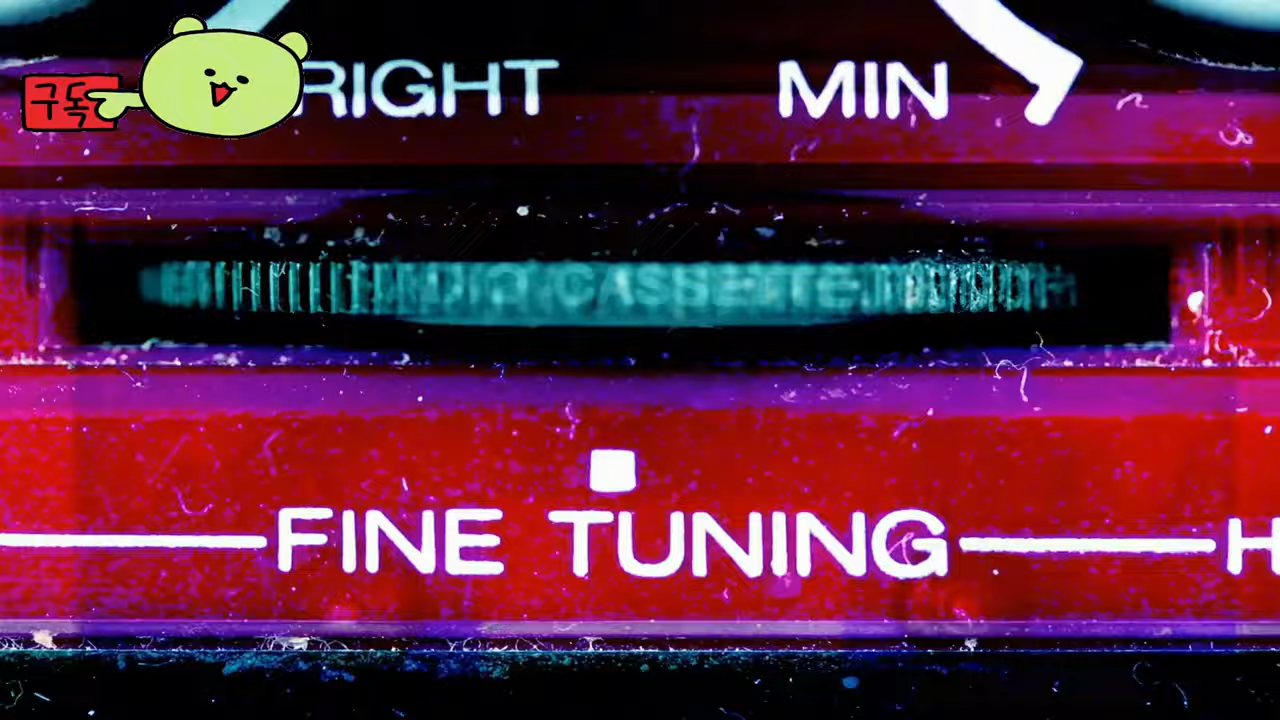 구독
RIGHT
MIN
CASSETTE
FINE TUNING
H